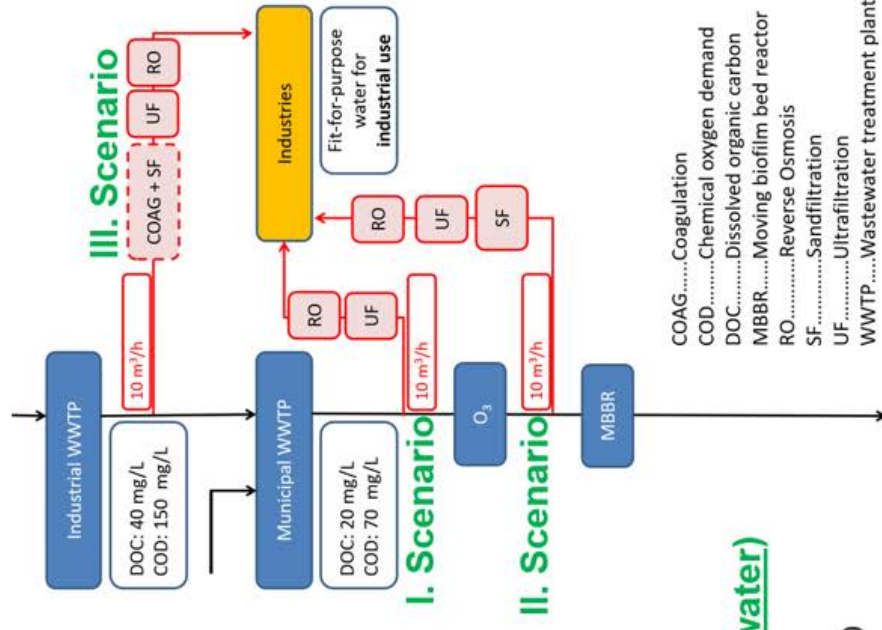 III. Scenario
Industrial WWTP
10 m³/h
COAG + SF
UF
RO
DOC: 40 mg/L
COD: 150 mg/L
Municipal WWTP
RO
UF
Industries
Fit-for-purpose
water for
industrial use
DOC: 20 mg/L
COD: 70 mg/L
10 m³/h
I. Scenario
O₃
RO
UF
SF
10 m³/h
II. Scenario
MBBR
COAG......Coagulation
COD.........Chemical oxygen demand
DOC.........Dissolved organic carbon
MBBR......Moving biofilm bed reactor
RO...........Reverse Osmosis
SF............Sandfiltration
UF............Ultrafiltration
WWTP.....Wastewater treatment plant
water)